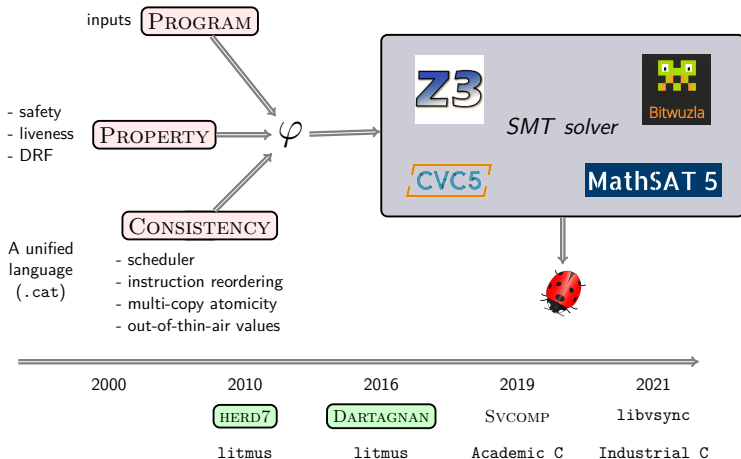 inputs
PROGRAM
- safety
- liveness
- DRF
PROPERTY
φ
Z3
Bitwuzla
SMT solver
CVC5
MathSAT 5
CONSISTENCY
A unified
language
(.cat)
- scheduler
- instruction reordering
- multi-copy atomicity
- out-of-thin-air values
2000 2010 2016 2019 2021
HERD7 DARTAGNAN SVCOMP libvsync
litmus litmus Academic C Industrial C